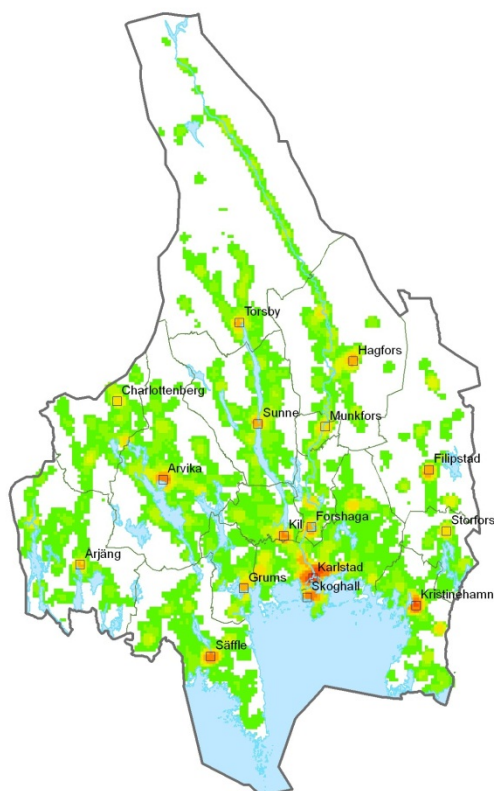 Torsby
Hagfors
Charlottenberg
Sunne
Munkfors
Filipstad
Arvika
Forshaga
Storfors
Kil
Årjäng
Karlstad
Grums
Skoghall
Kristinehamn
Säffle